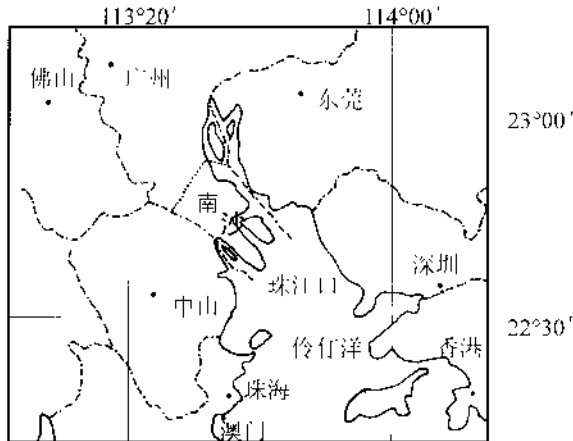 113°20′ 114°00′
佛山 广州 东莞
23°00′
南
深圳
珠江口
中山
22°30′
伶仃洋 香港
珠海
澳门